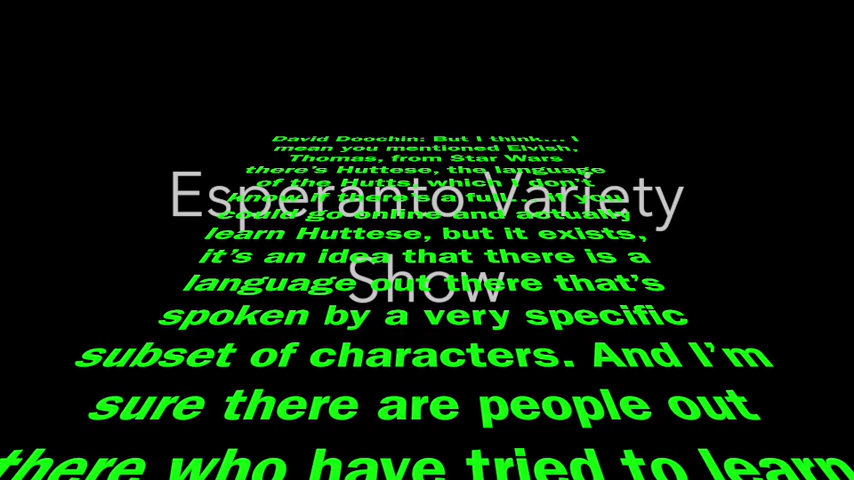 Esperanto Variety
Show
David Doochin: But I think... I
mean you mentioned Elvish,
Thomas, from Star Wars
there's Huttese, the language
of the Hutts, which I don't
know if there's a full... if you
could go online and actually
learn Huttese, but it exists,
it's an idea that there is a
language out there that's
spoken by a very specific
subset of characters. And I'm
sure there are people out
there who have tried to learn